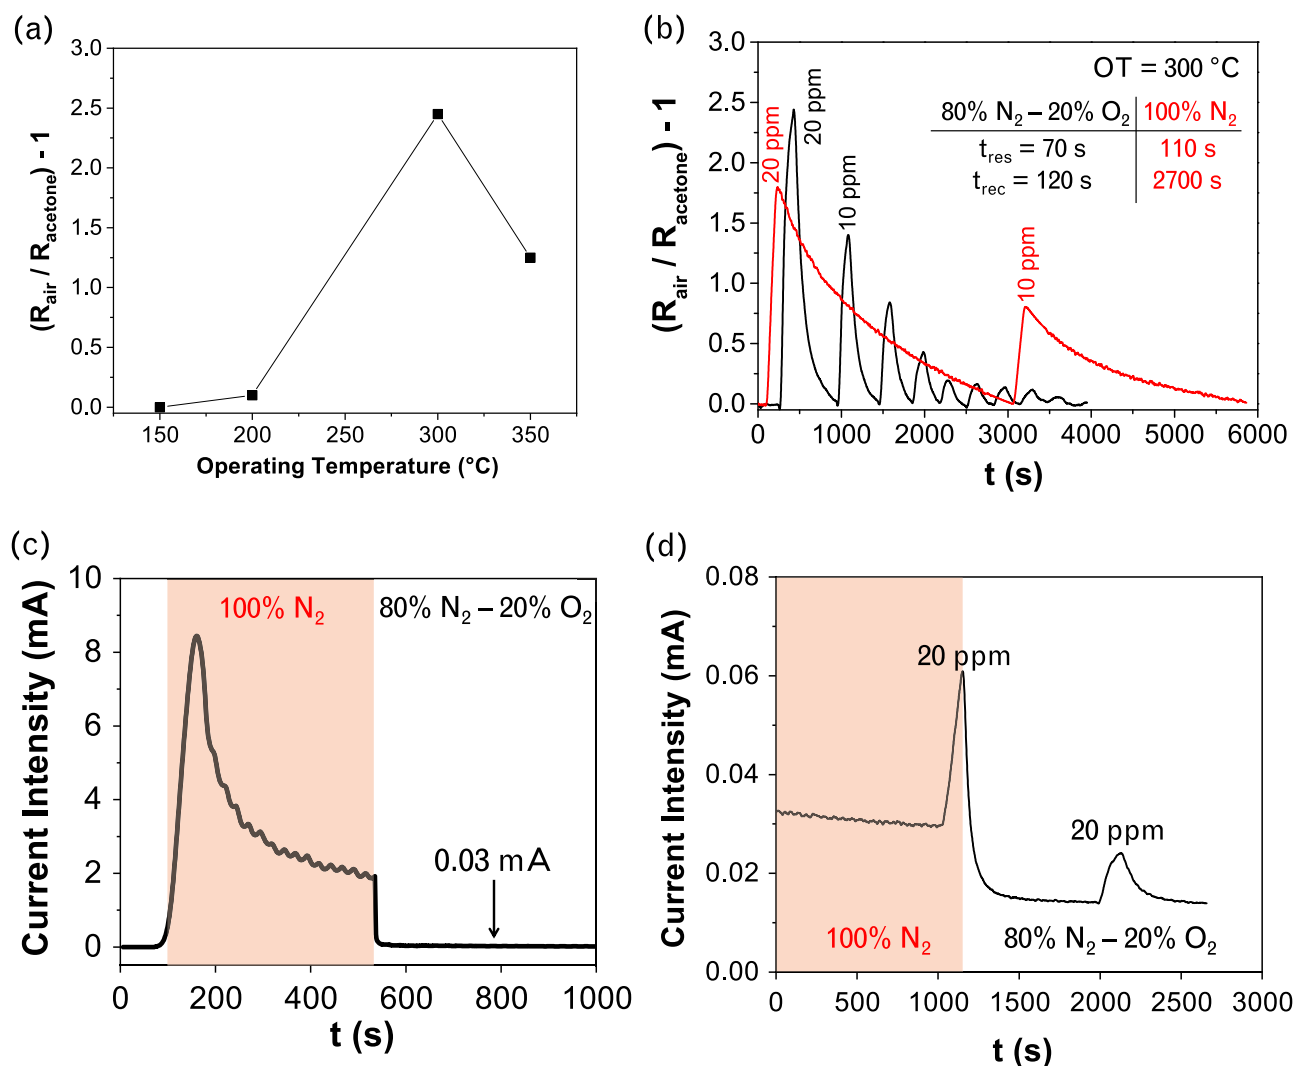 (a)
3.0
2.5
2.0
1.5
1.0
0.5
0.0
(R_air / R_acetone) - 1
150 200 250 300 350
Operating Temperature (°C)
(b)
3.0
2.5
2.0
1.5
1.0
0.5
0.0
(R_air / R_acetone) - 1
OT = 300 °C
80% N₂ – 20% O₂ 100% N₂
t_res = 70 s 110 s
t_rec = 120 s 2700 s
20 ppm
20 ppm
10 ppm
10 ppm
0 1000 2000 3000 4000 5000 6000
t (s)
(c)
10
8
6
4
2
0
Current Intensity (mA)
100% N₂
80% N₂ – 20% O₂
0.03 mA
0 200 400 600 800 1000
t (s)
(d)
0.08
0.06
0.04
0.02
0.00
Current Intensity (mA)
20 ppm
20 ppm
100% N₂
80% N₂ – 20% O₂
0 500 1000 1500 2000 2500 3000
t (s)